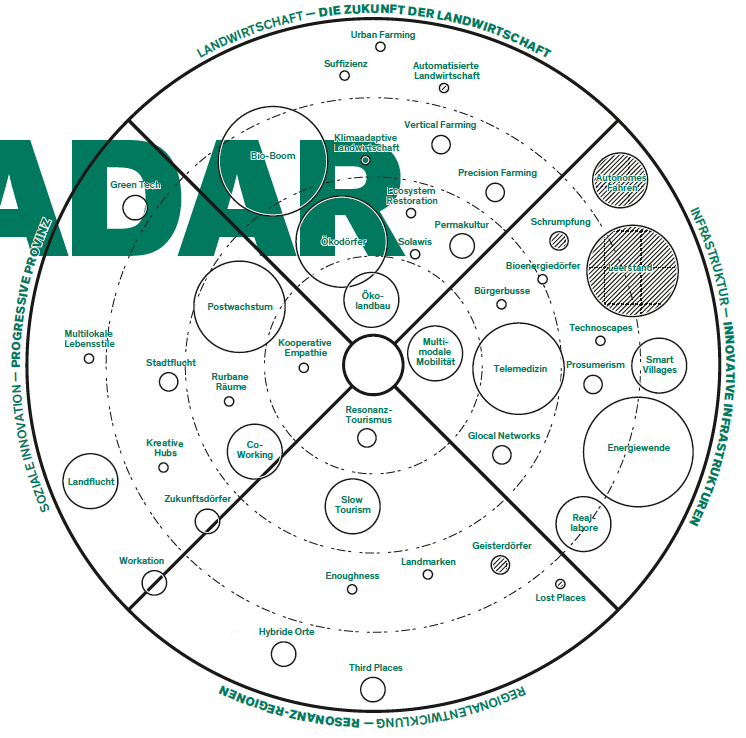 LANDWIRTSCHAFT — DIE ZUKUNFT DER LANDWIRTSCHAFT
Urban Farming
Suffizienz
Automatisierte
Landwirtschaft
Vertical Farming
Klimaadaptive
Landwirtschaft
Bio-Boom
ADAR
Green Tech
Precision Farming
Ecosystem
Restoration
Permakultur
Ökodörfer
Solawis
Öko-
landbau
INFRASTRUKTUR — INNOVATIVE INFRASTRUKTUREN
Autonomes
Fahren
Schrumpfung
Leerstand
Bioenergiedörfer
Bürgerbusse
Technoscapes
Multi-
modale
Mobilität
Telemedizin
Prosumerism
Smart
Villages
Energiewende
Glocal Networks
Real-
labore
SOZIALE INNOVATION — PROGRESSIVE PROVINZ
Postwachstum
Multilokale
Lebensstile
Stadtflucht
Kooperative
Empathie
Rurbane
Räume
Kreative
Hubs
Co-
Working
Landflucht
Zukunftsdörfer
Workation
Resonanz-
Tourismus
Slow
Tourism
Geisterdörfer
Landmarken
Enoughness
Lost Places
Hybride Orte
Third Places
REGIONALENTWICKLUNG — RESONANZ-REGIONEN